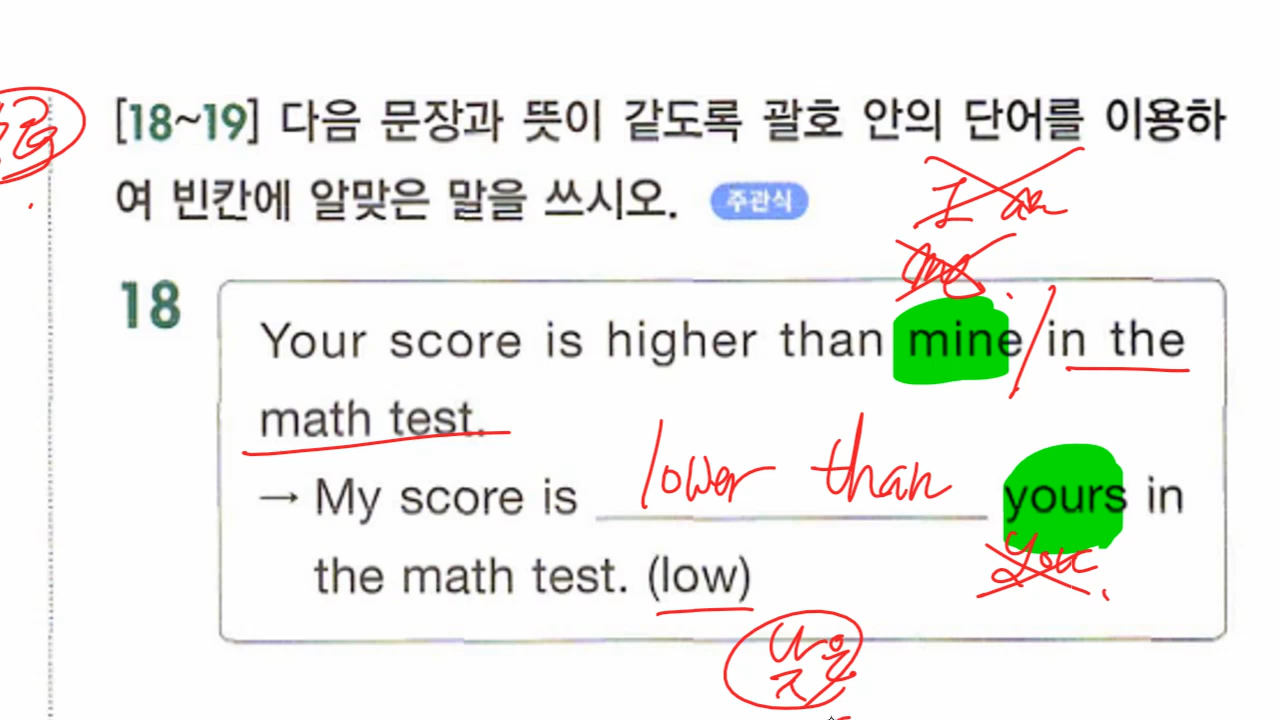 [18~19] 다음 문장과 뜻이 같도록 괄호 안의 단어를 이용하
여 빈칸에 알맞은 말을 쓰시오. 주관식
I am
me
18
Your score is higher than mine / in the
math test.
→ My score is lower than yours in
you
the math test. (low)
낮은